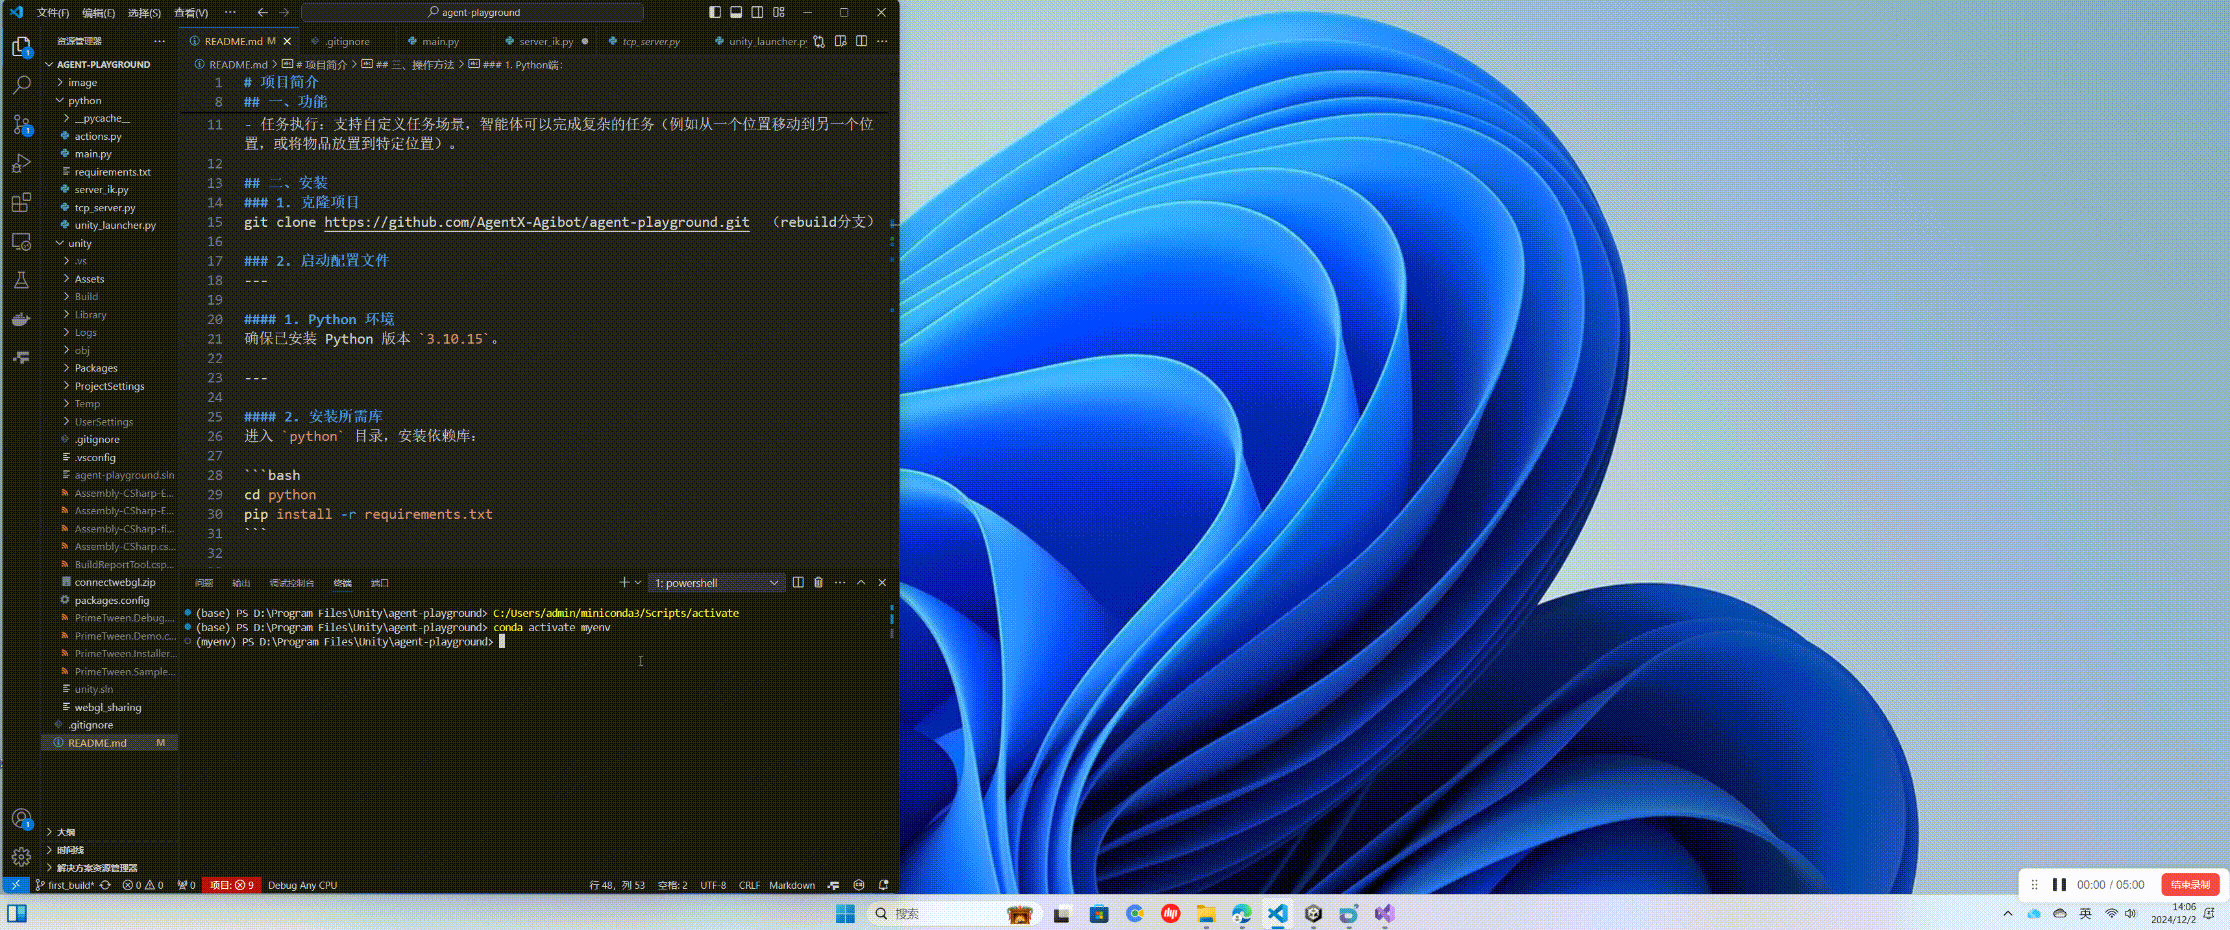 文件(F) 编辑(E) 选择(S) 查看(V) ··· agent-playground
资源管理器 ···
AGENT-PLAYGROUND
image
python
__pycache__
actions.py
main.py
requirements.txt
server_ik.py
tcp_server.py
unity_launcher.py
unity
.vs
Assets
Build
Library
Logs
obj
Packages
ProjectSettings
Temp
UserSettings
.gitignore
.vsconfig
agent-playground.sln
Assembly-CSharp-E...
Assembly-CSharp-E...
Assembly-CSharp-fi...
Assembly-CSharp.cs...
BuildReportTool.csp...
connectwebgl.zip
packages.config
PrimeTween.Debug...
PrimeTween.Demo.c...
PrimeTween.Installer...
PrimeTween.Sample...
unity.sln
webgl_sharing
.gitignore
README.md M
大纲
时间线
解决方案资源管理器
README.md M .gitignore main.py server_ik.py tcp_server.py unity_launcher.py
README.md > # 项目简介 > ## 三、操作方法 > ### 1. Python端：
1 # 项目简介
8 ## 一、功能
11 - 任务执行：支持自定义任务场景，智能体可以完成复杂的任务（例如从一个位置移动到另一个位
置，或将物品放置到特定位置）。
12
13 ## 二、安装
14 ### 1. 克隆项目
15 git clone https://github.com/AgentX-Agibot/agent-playground.git （rebuild分支）
16
17 ### 2. 启动配置文件
18 ---
19
20 #### 1. Python 环境
21 确保已安装 Python 版本 `3.10.15`。
22
23 ---
24
25 #### 2. 安装所需库
26 进入 `python` 目录，安装依赖库：
27
28 ```bash
29 cd python
30 pip install -r requirements.txt
31 ```
32
问题 输出 调试控制台 终端 端口 1: powershell
(base) PS D:\Program Files\Unity\agent-playground> C:/Users/admin/miniconda3/Scripts/activate
(base) PS D:\Program Files\Unity\agent-playground> conda activate myenv
(myenv) PS D:\Program Files\Unity\agent-playground>
first_build* 0 0 0 项目: 9 Debug Any CPU 行 48，列 53 空格: 2 UTF-8 CRLF Markdown
00:00 / 05:00 结束录制
搜索 英 14:06
2024/12/2